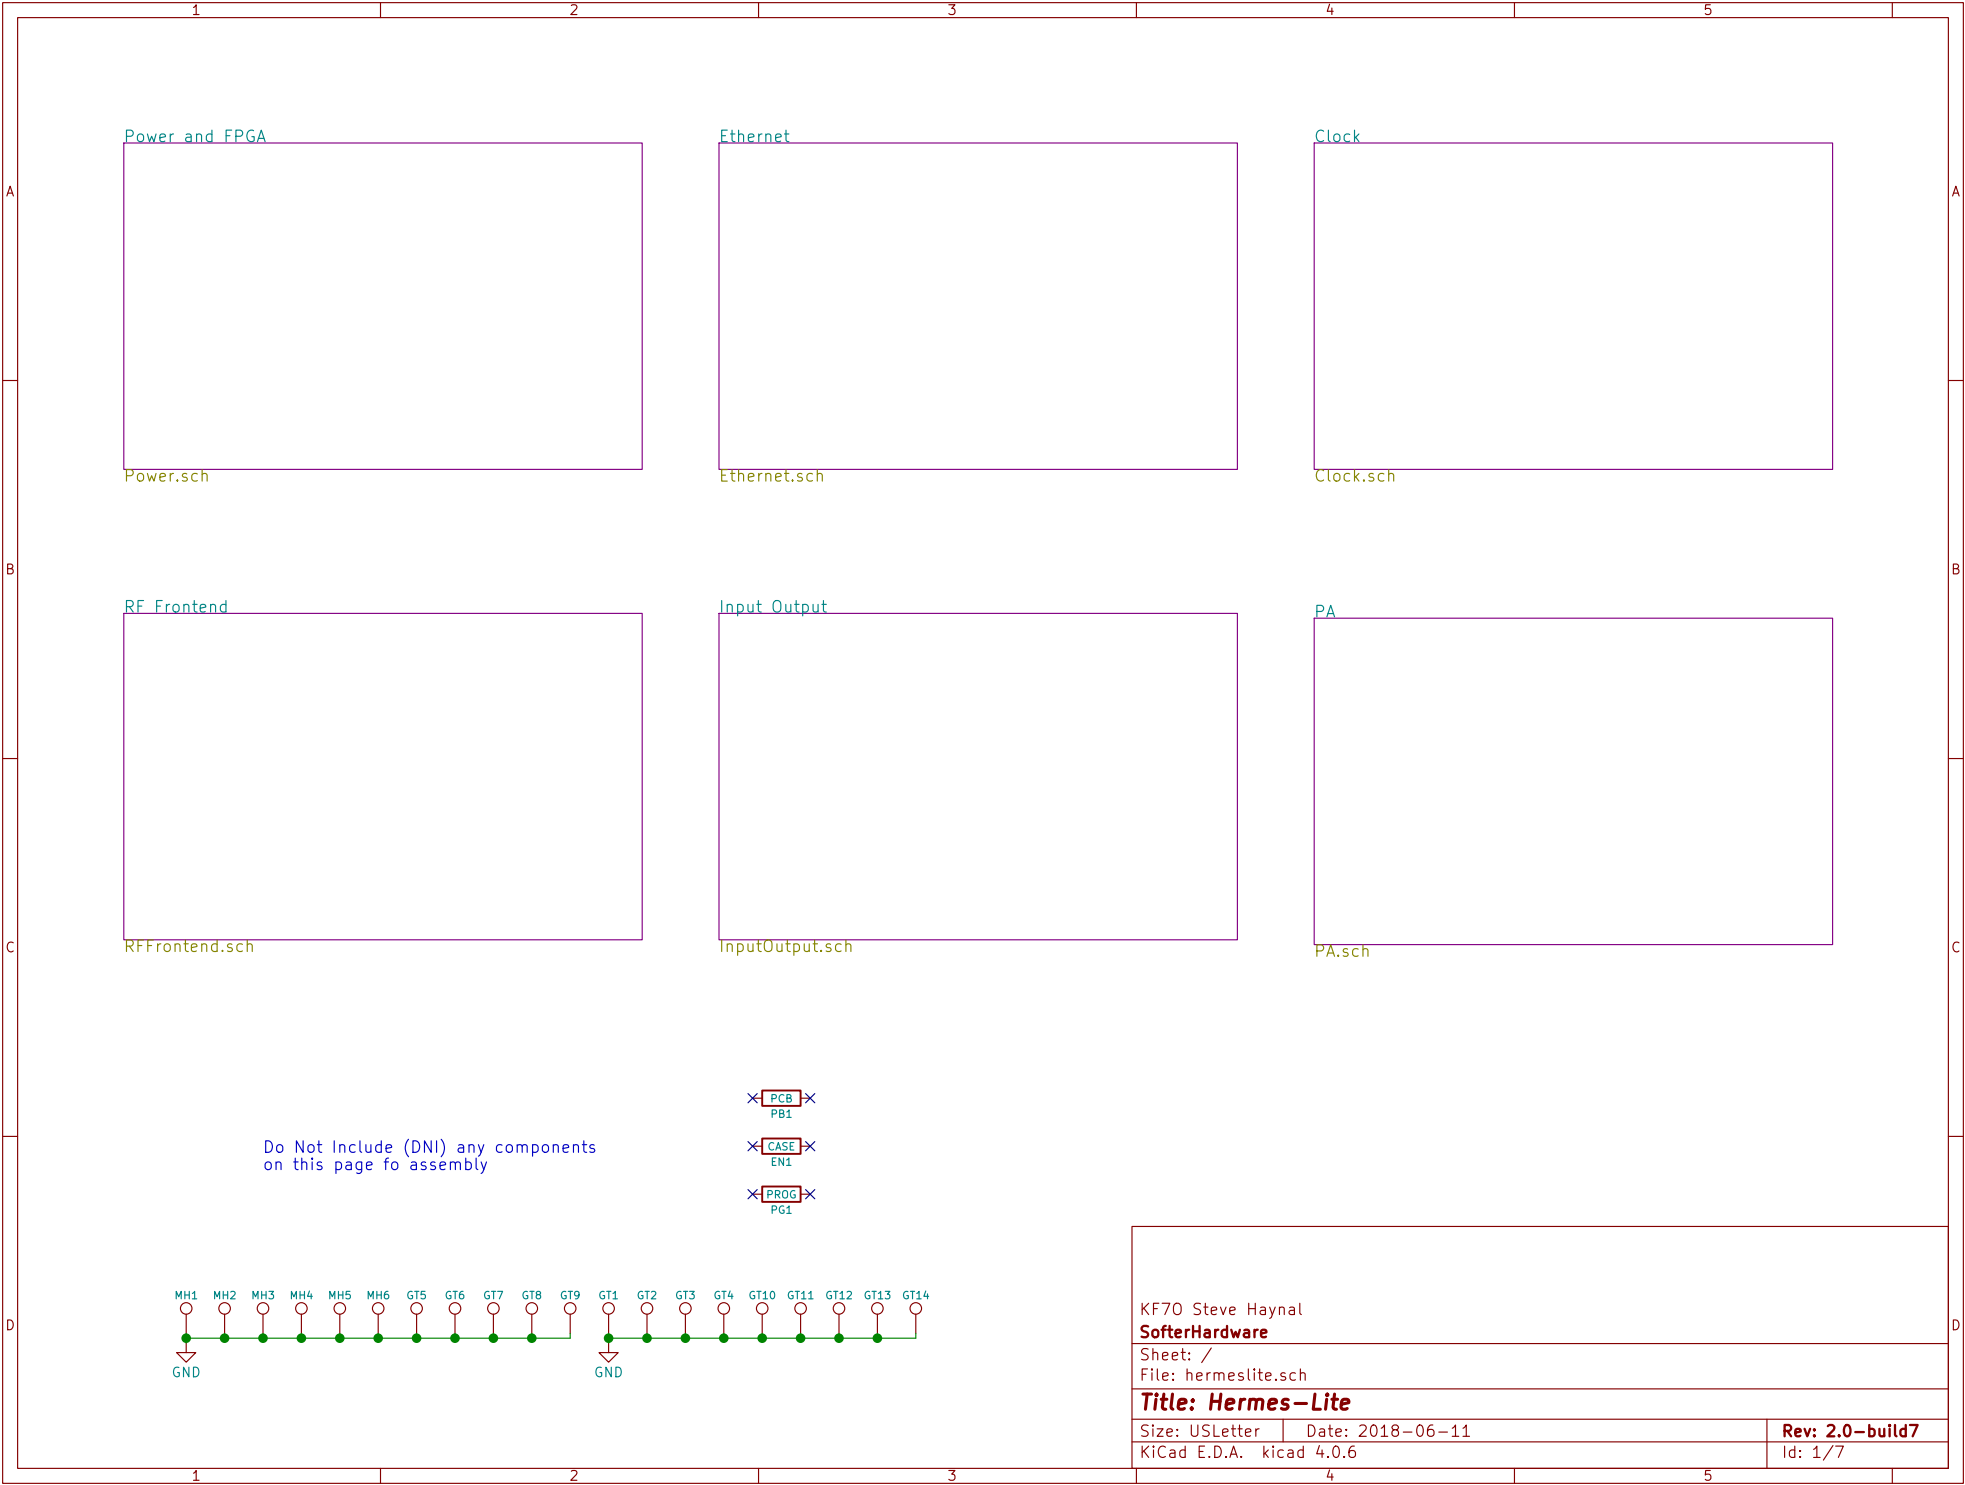 1 2 3 4 5
Power and FPGA
Ethernet
Clock
A A
Power.sch
Ethernet.sch
Clock.sch
B B
RF Frontend
Input Output
PA
RFFrontend.sch
InputOutput.sch
PA.sch
C C
PCB
PB1
Do Not Include (DNI) any components
on this page fo assembly
CASE
EN1
PROG
PG1
MH1 MH2 MH3 MH4 MH5 MH6 GT5 GT6 GT7 GT8 GT9 GT1 GT2 GT3 GT4 GT10 GT11 GT12 GT13 GT14
GND GND
D D
KF7O Steve Haynal
SofterHardware
Sheet: /
File: hermeslite.sch
Title: Hermes-Lite
Size: USLetter Date: 2018-06-11 Rev: 2.0-build7
KiCad E.D.A. kicad 4.0.6 Id: 1/7
1 2 3 4 5